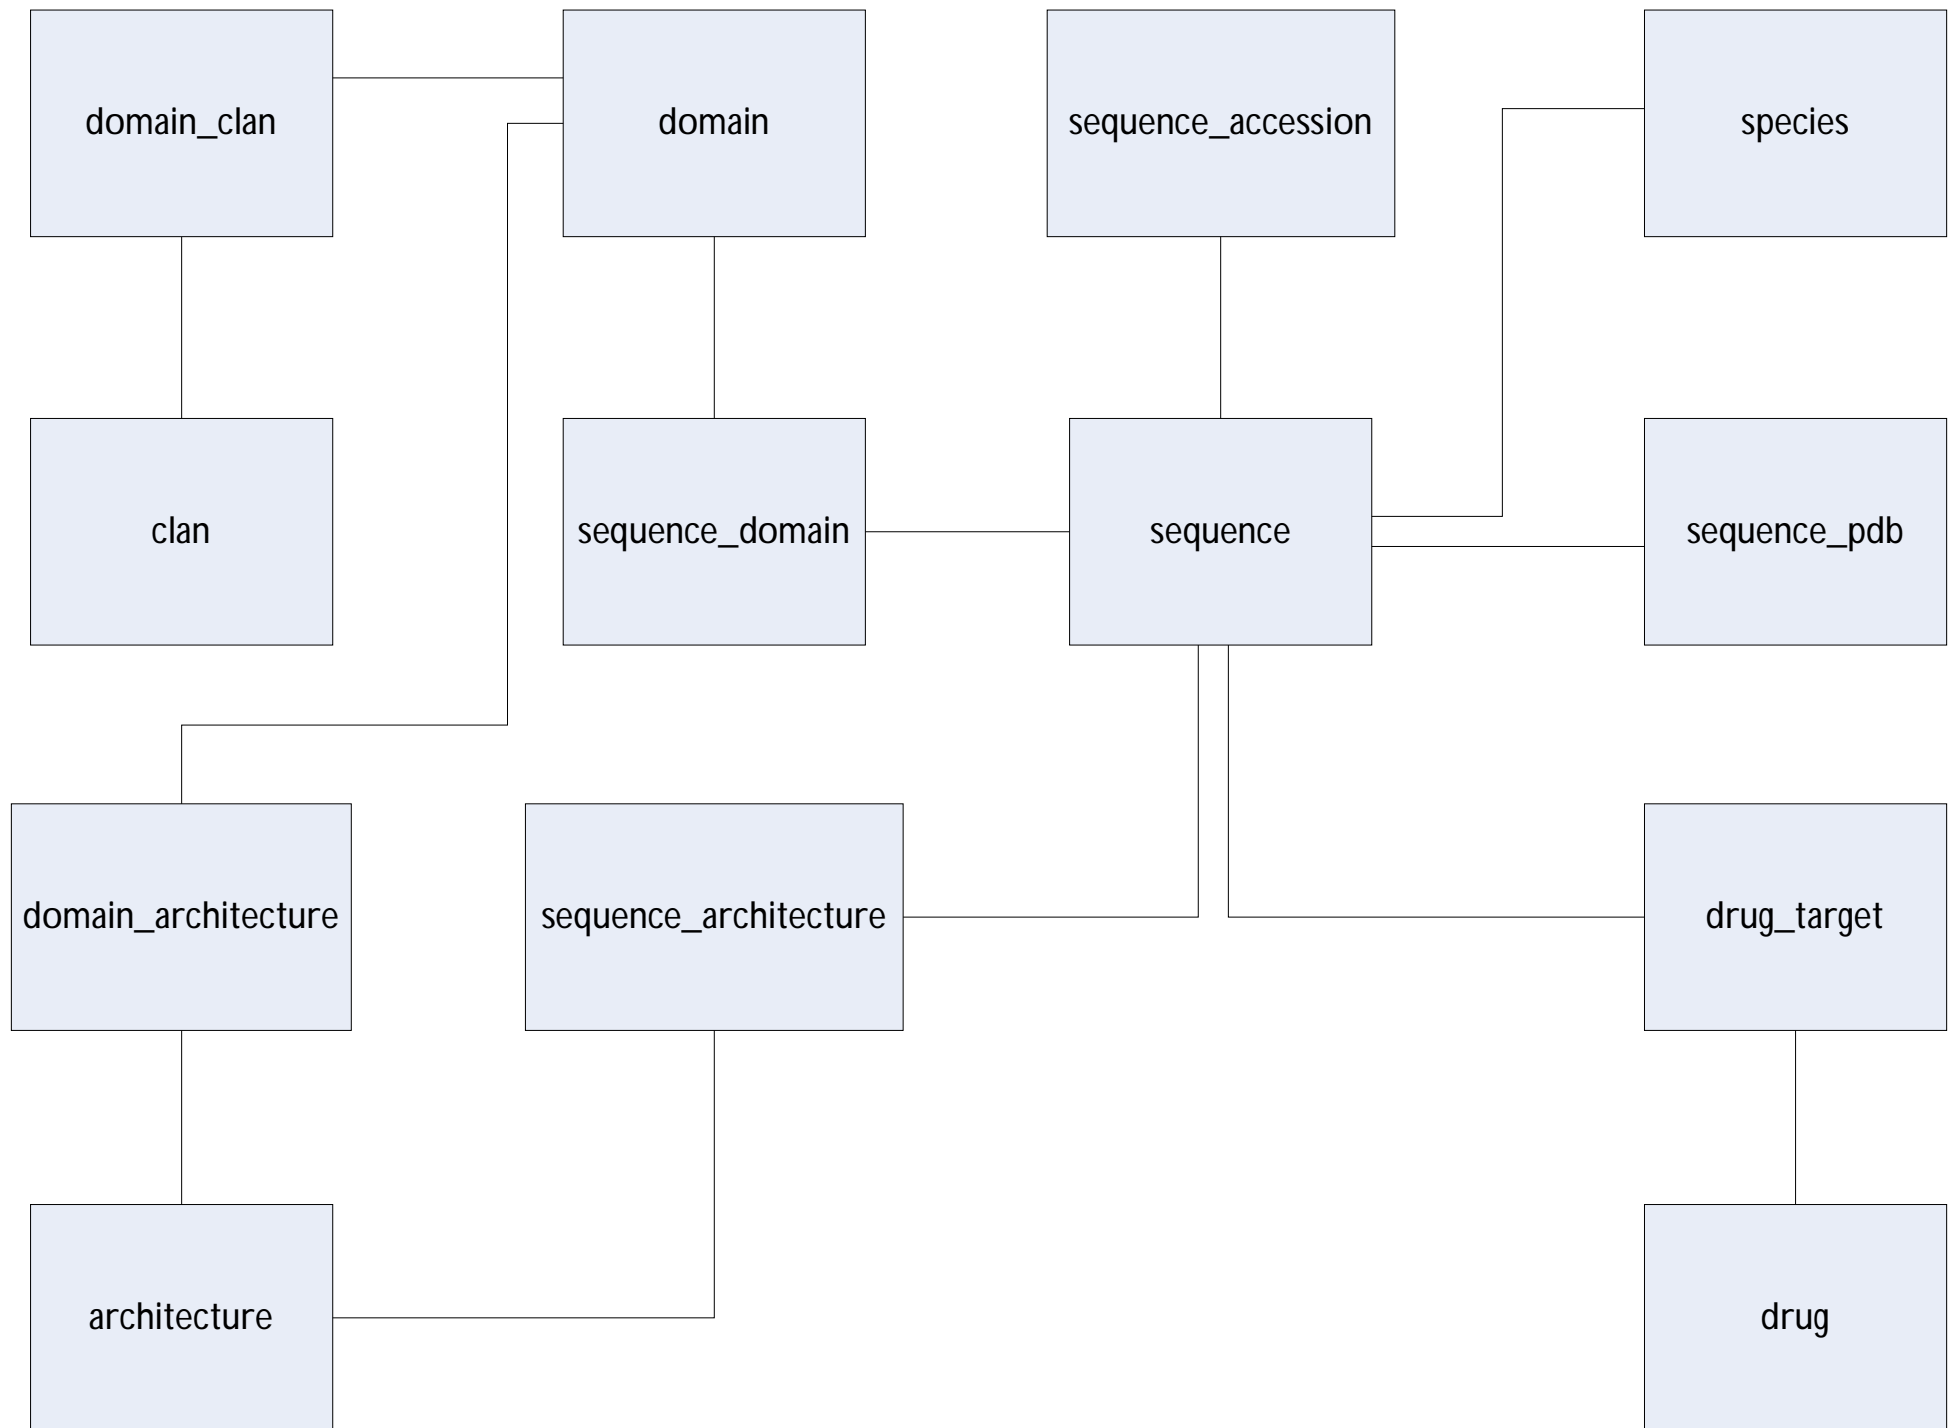 domain_clan
domain
sequence_accession
species
clan
sequence_domain
sequence
sequence_pdb
domain_architecture
sequence_architecture
drug_target
architecture
drug